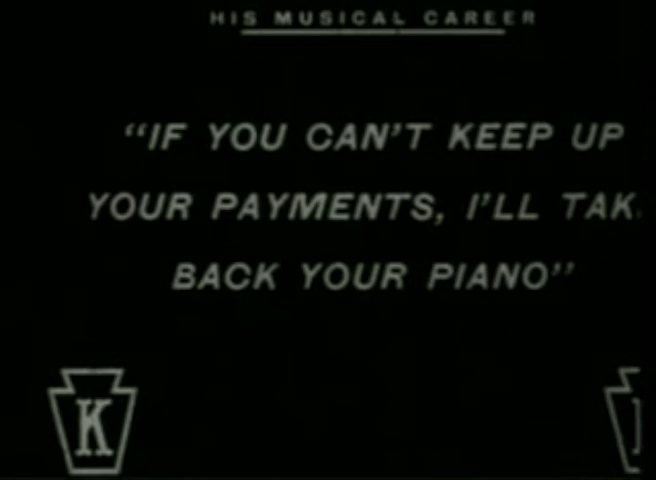 HIS MUSICAL CAREER
"IF YOU CAN'T KEEP UP
YOUR PAYMENTS, I'LL TAK
BACK YOUR PIANO"
K